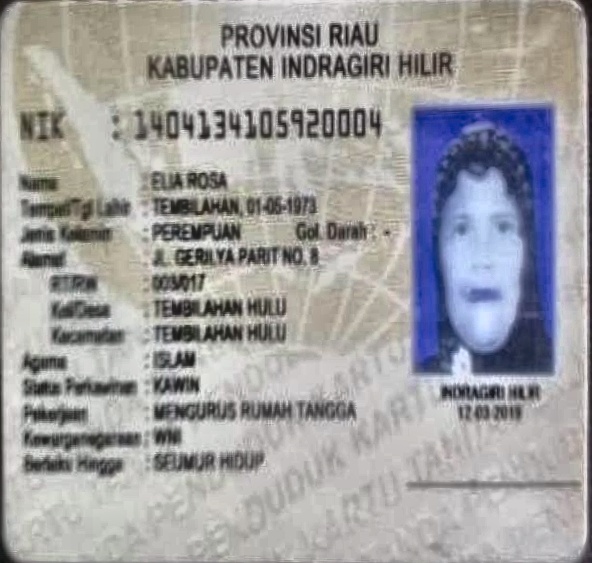 PROVINSI RIAU
KABUPATEN INDRAGIRI HILIR
NIK : 1404134105920004
Nama : ELIA ROSA
Tempat/Tgl Lahir : TEMBILAHAN, 01-05-1973
Jenis Kelamin : PEREMPUAN Gol. Darah : -
Alamat : JL. GERILYA PARIT NO. 8
RT/RW : 003/017
Kel/Desa : TEMBILAHAN HULU
Kecamatan : TEMBILAHAN HULU
Agama : ISLAM
Status Perkawinan : KAWIN
Pekerjaan : MENGURUS RUMAH TANGGA
Kewarganegaraan : WNI
Berlaku Hingga : SEUMUR HIDUP
INDRAGIRI HILIR
12-03-2018